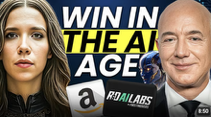 WIN IN
THE AI
AGE
a
RDAILABS
8:50